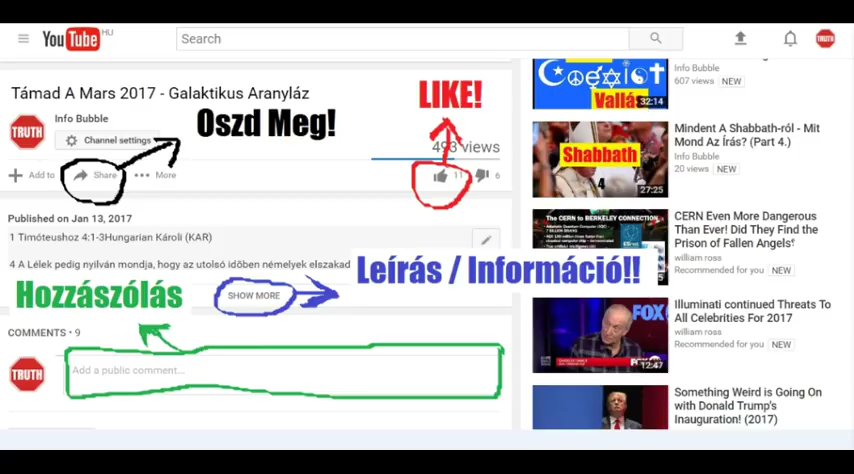 YouTube HU
Search
TRUTH
Támad A Mars 2017 - Galaktikus Aranyláz
Info Bubble
TRUTH
Channel settings
Oszd Meg!
LIKE!
493 views
Add to
Share
More
11
6
Published on Jan 13, 2017
1 Timóteushoz 4:1-3Hungarian Károli (KAR)
4 A Lélek pedig nyilván mondja, hogy az utolsó időben némelyek elszakad
Leírás / Információ!!
Hozzászólás
SHOW MORE
COMMENTS • 9
TRUTH
Add a public comment...
Coexist
Vallás
32:14
Info Bubble
607 views NEW
Shabbath
4
27:25
Mindent A Shabbath-ról - Mit
Mond Az Írás? (Part 4.)
Info Bubble
20 views NEW
The CERN to BERKELEY CONNECTION
CERN Even More Dangerous
Than Ever! Did They Find the
Prison of Fallen Angels?
william ross
Recommended for you NEW
FOX
12:47
Illuminati continued Threats To
All Celebrities For 2017
william ross
Recommended for you NEW
Something Weird is Going On
with Donald Trump's
Inauguration! (2017)